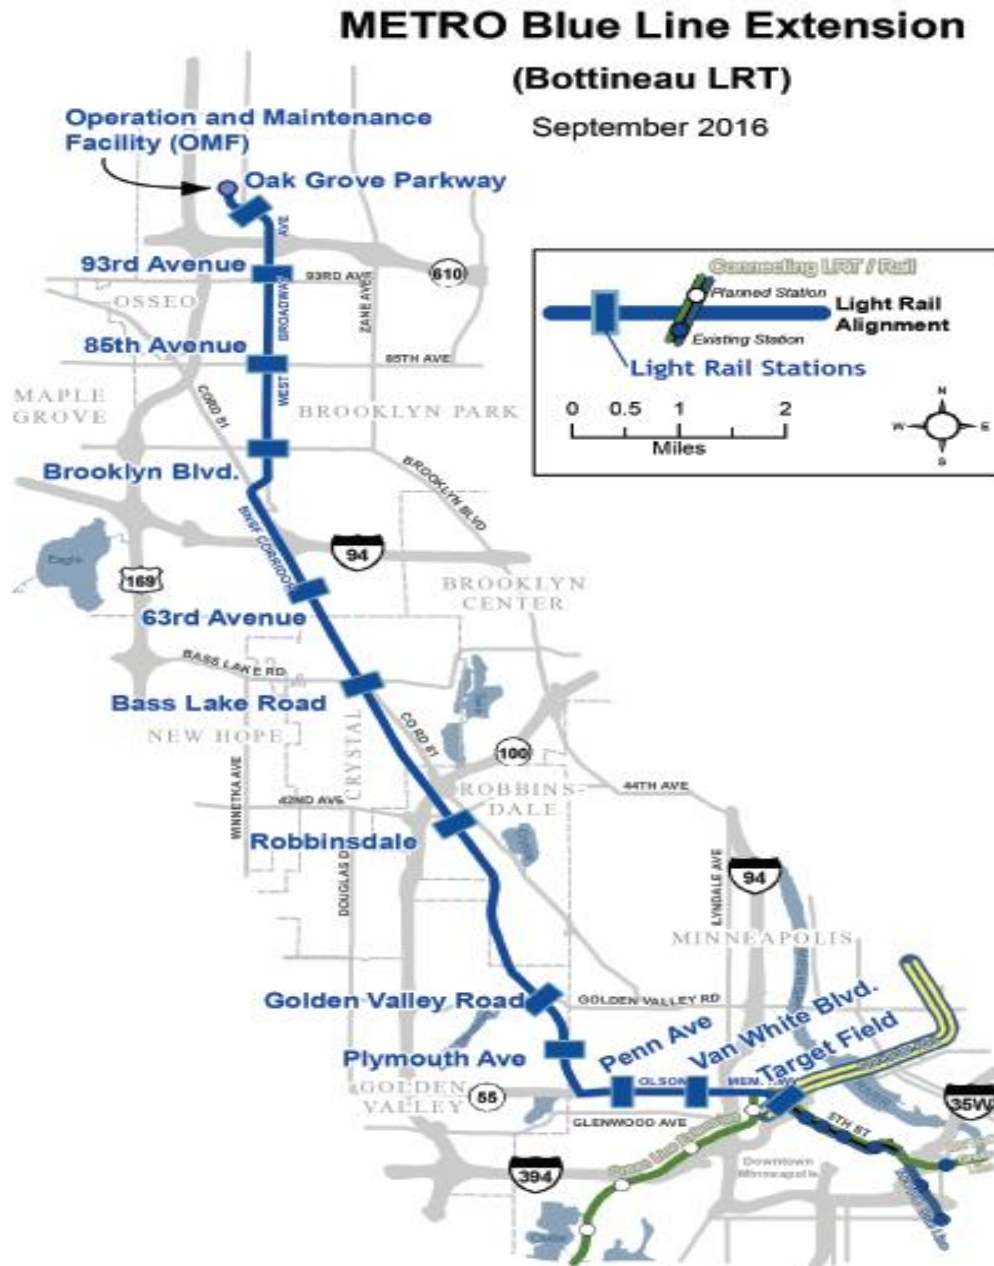 METRO Blue Line Extension
(Bottineau LRT)
September 2016
Operation and Maintenance
Facility (OMF)
Oak Grove Parkway
AVE
93rd Avenue
93RD AVE
610
OSSEO
BROADWAY
ZANE AVE
85th Avenue
85TH AVE
WEST
MAPLE
GROVE
CORD 81
BROOKLYN PARK
Brooklyn Blvd.
BROOKLYN BLVD
BNSF CORRIDOR
Eagle
94
169
BROOKLYN
CENTER
63rd Avenue
BASS LAKE RD
Bass Lake Road
NEW HOPE
CRYSTAL
CO RD 81
100
WINNETKA AVE
42ND AVE
ROBBINS-
DALE
44TH AVE
Robbinsdale
DOUGLAS D
LYNDALE AVE
94
MINNEAPOLIS
Golden Valley Road
GOLDEN VALLEY RD
Plymouth Ave
Penn Ave
Van White Blvd.
Target Field
GOLDEN
VALLEY
55
OLSON
MEM
GLENWOOD AVE
5TH ST
35W
394
Green Line Extension
Downtown
Minneapolis
Connecting LRT / Rail
Planned Station
Existing Station
Light Rail
Alignment
Light Rail Stations
0 0.5 1 2
Miles
N
W E
S